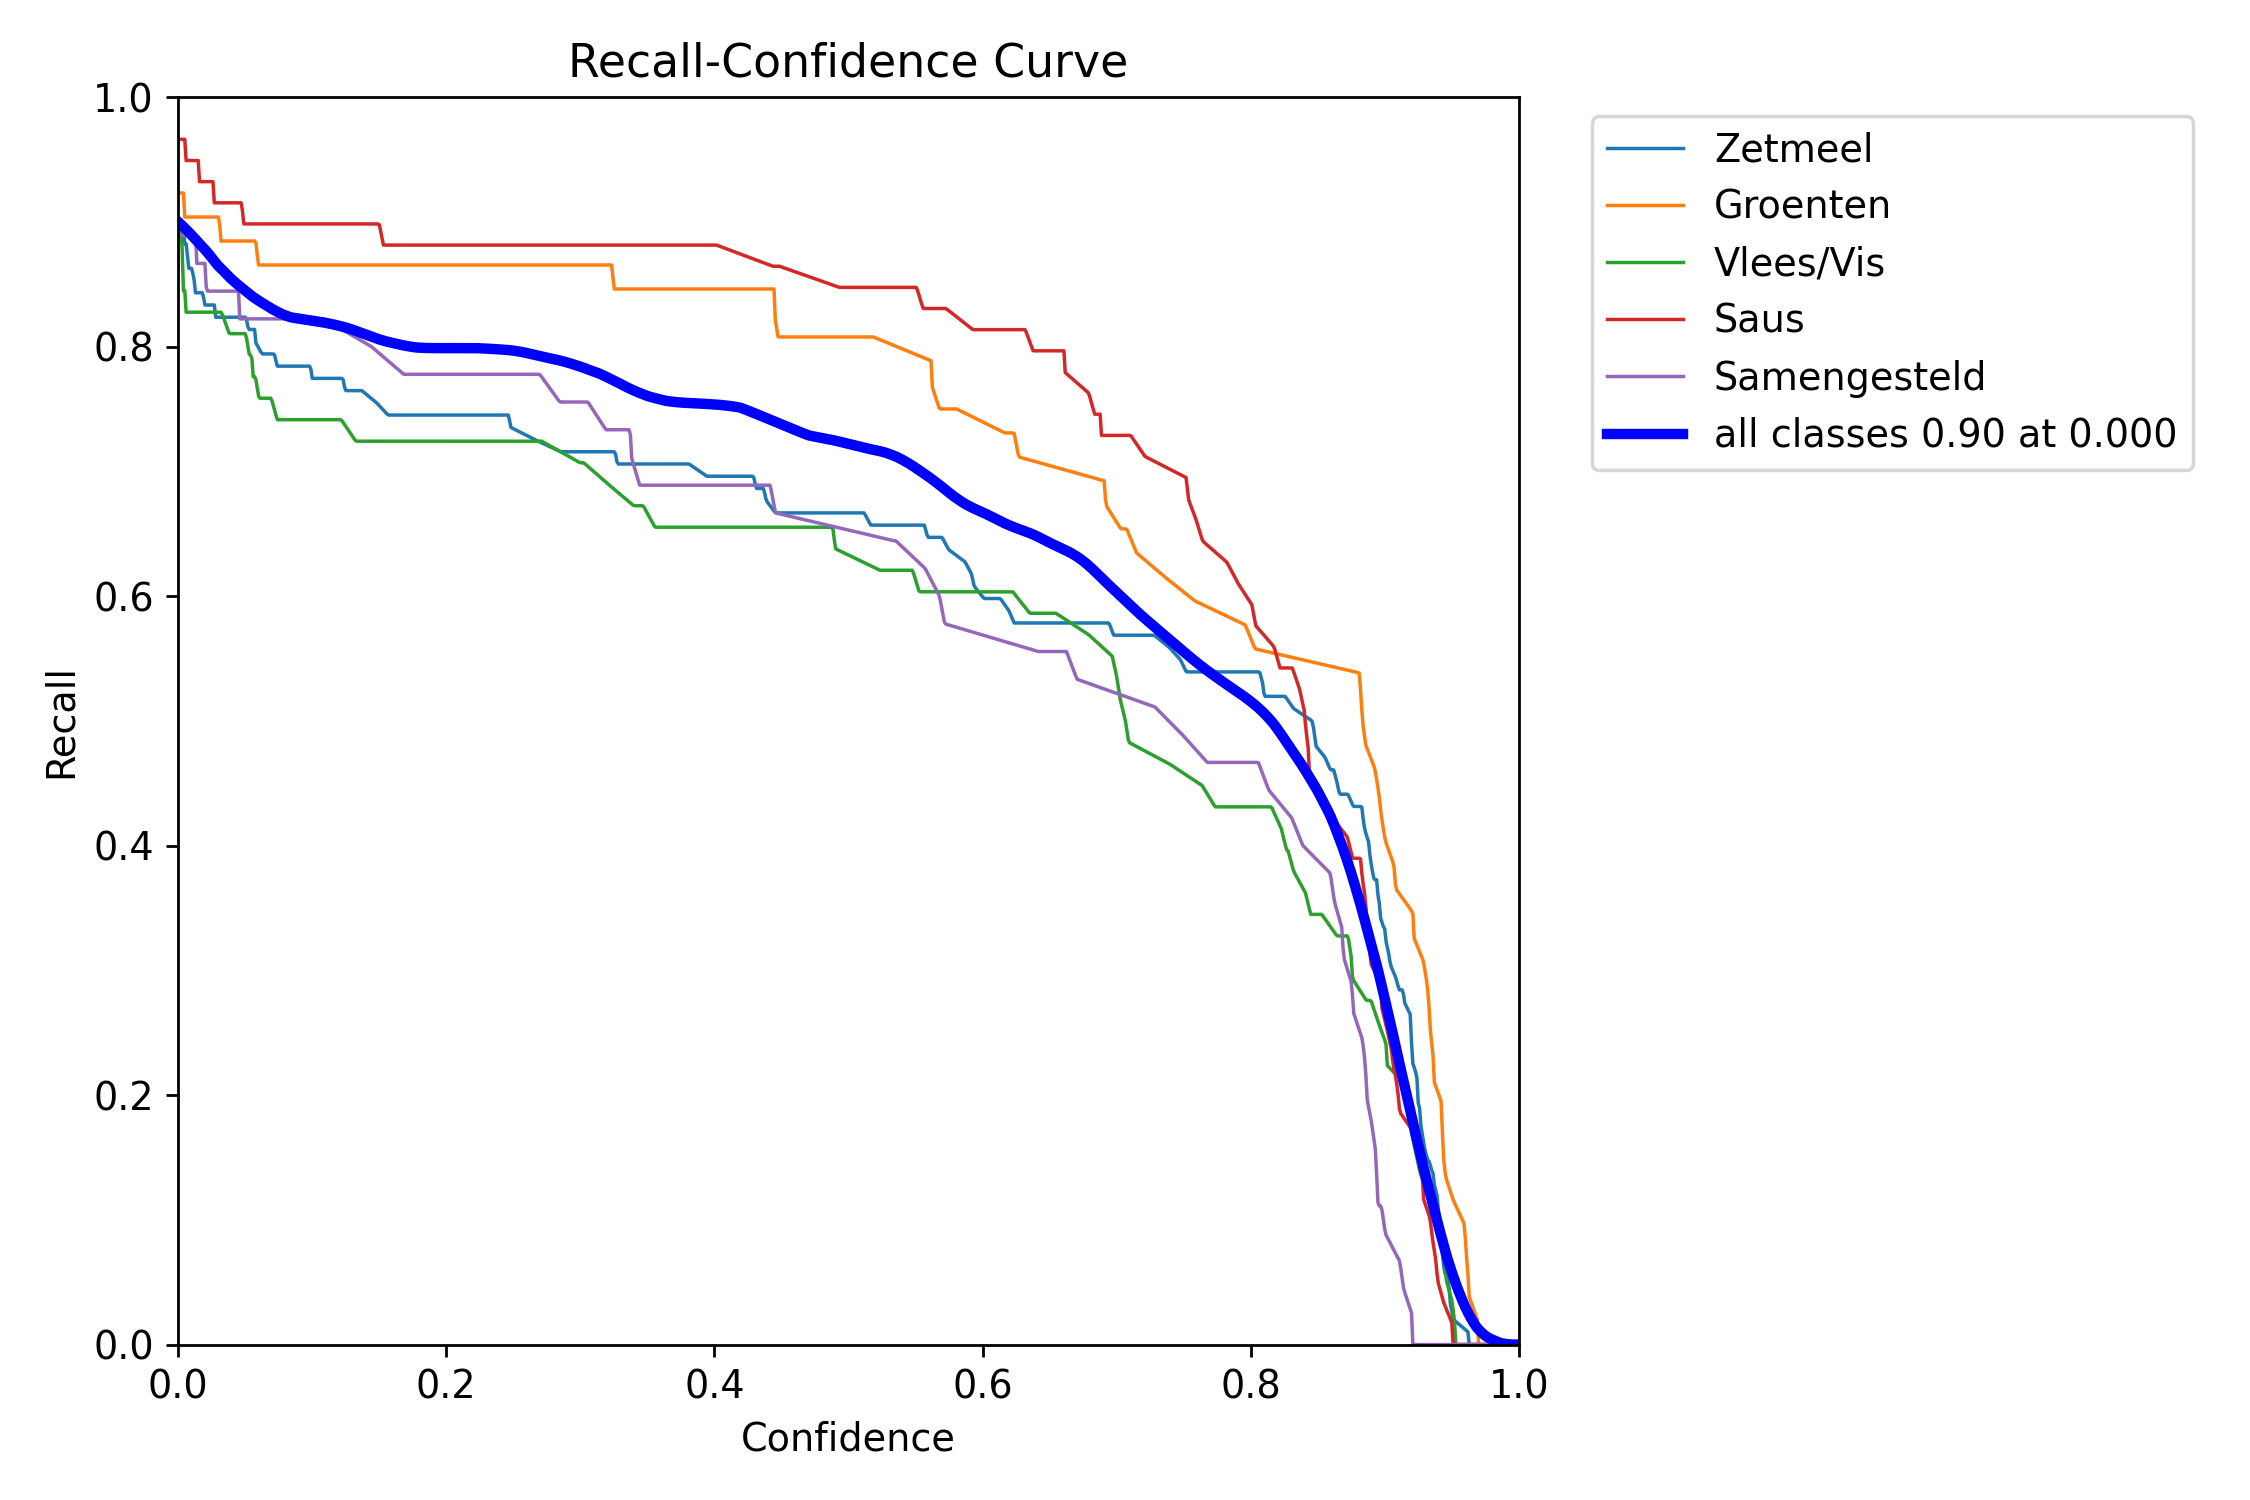 Recall-Confidence Curve
1.0
0.8
0.6
0.4
0.2
0.0
Recall
0.0 0.2 0.4 0.6 0.8 1.0
Confidence
Zetmeel
Groenten
Vlees/Vis
Saus
Samengesteld
all classes 0.90 at 0.000